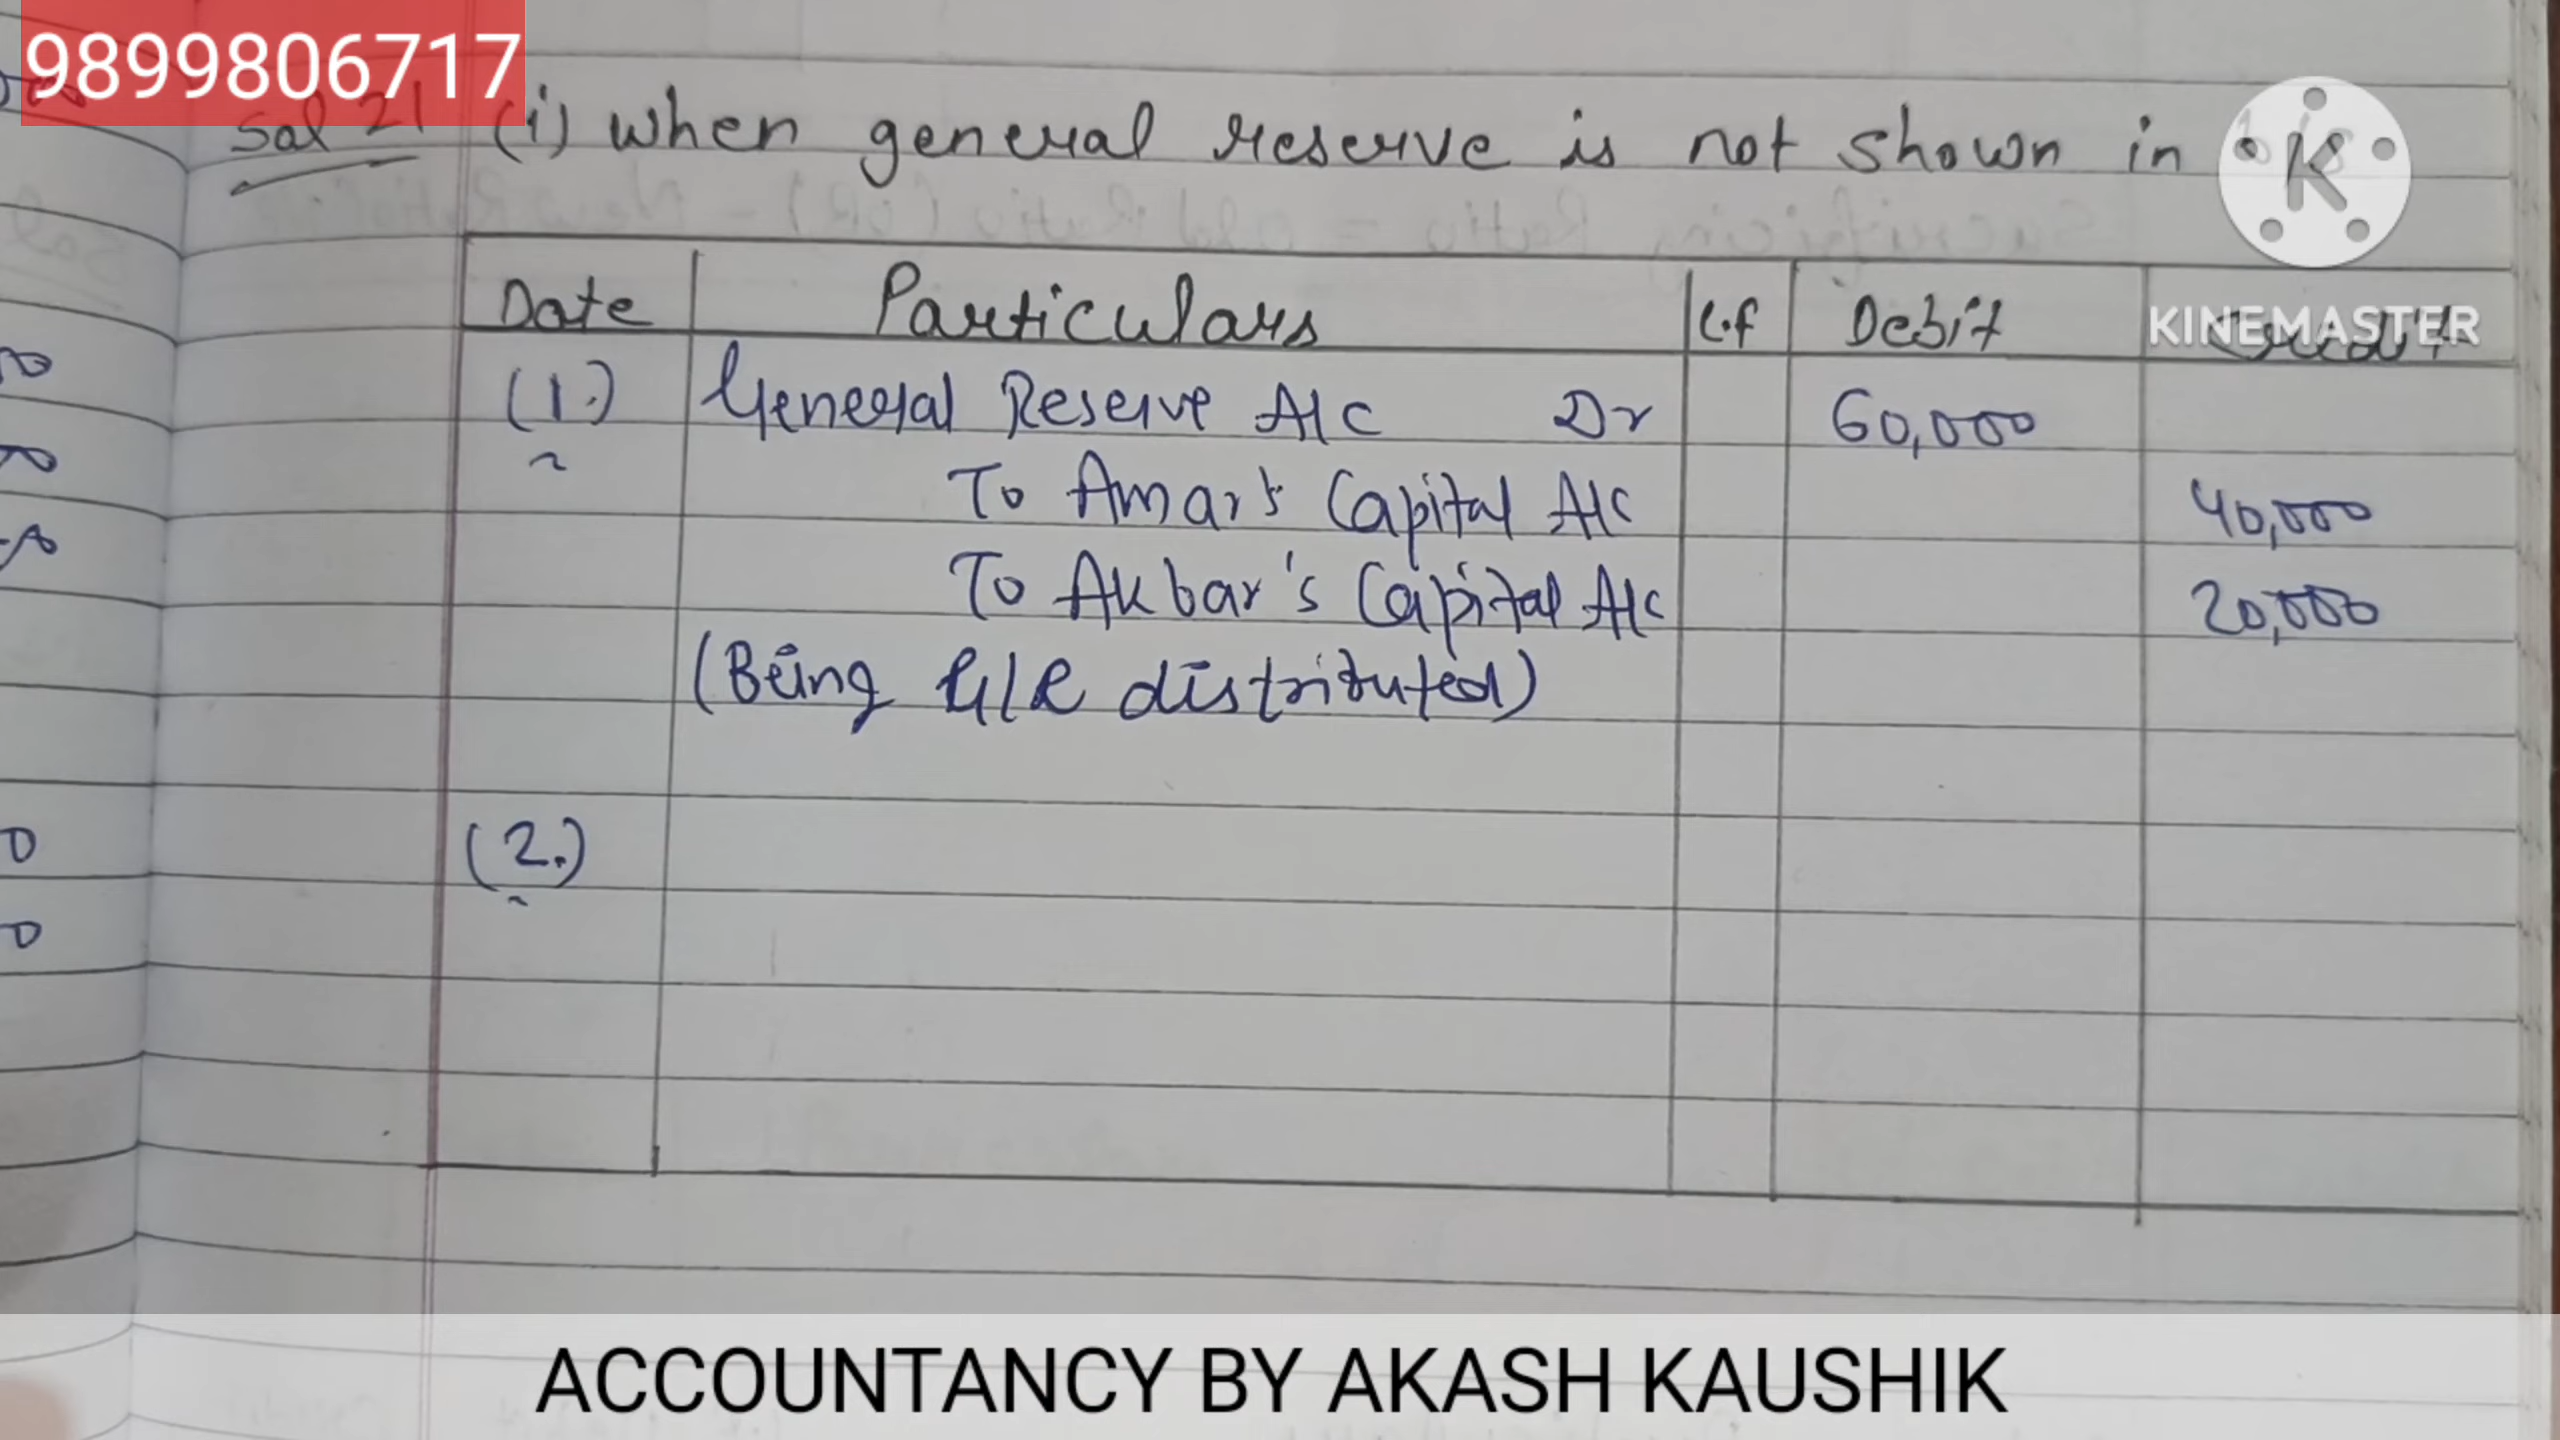 9899806717
Sol 21 (i) when general reserve is not shown in
KINEMASTER
Date Particulars L.f Debit Credit
(1.) General Reserve A/c Dr 60,000
To Amar's Capital A/c 40,000
To Akbar's Capital A/c 20,000
(Being G/R distributed)
(2.)
ACCOUNTANCY BY AKASH KAUSHIK